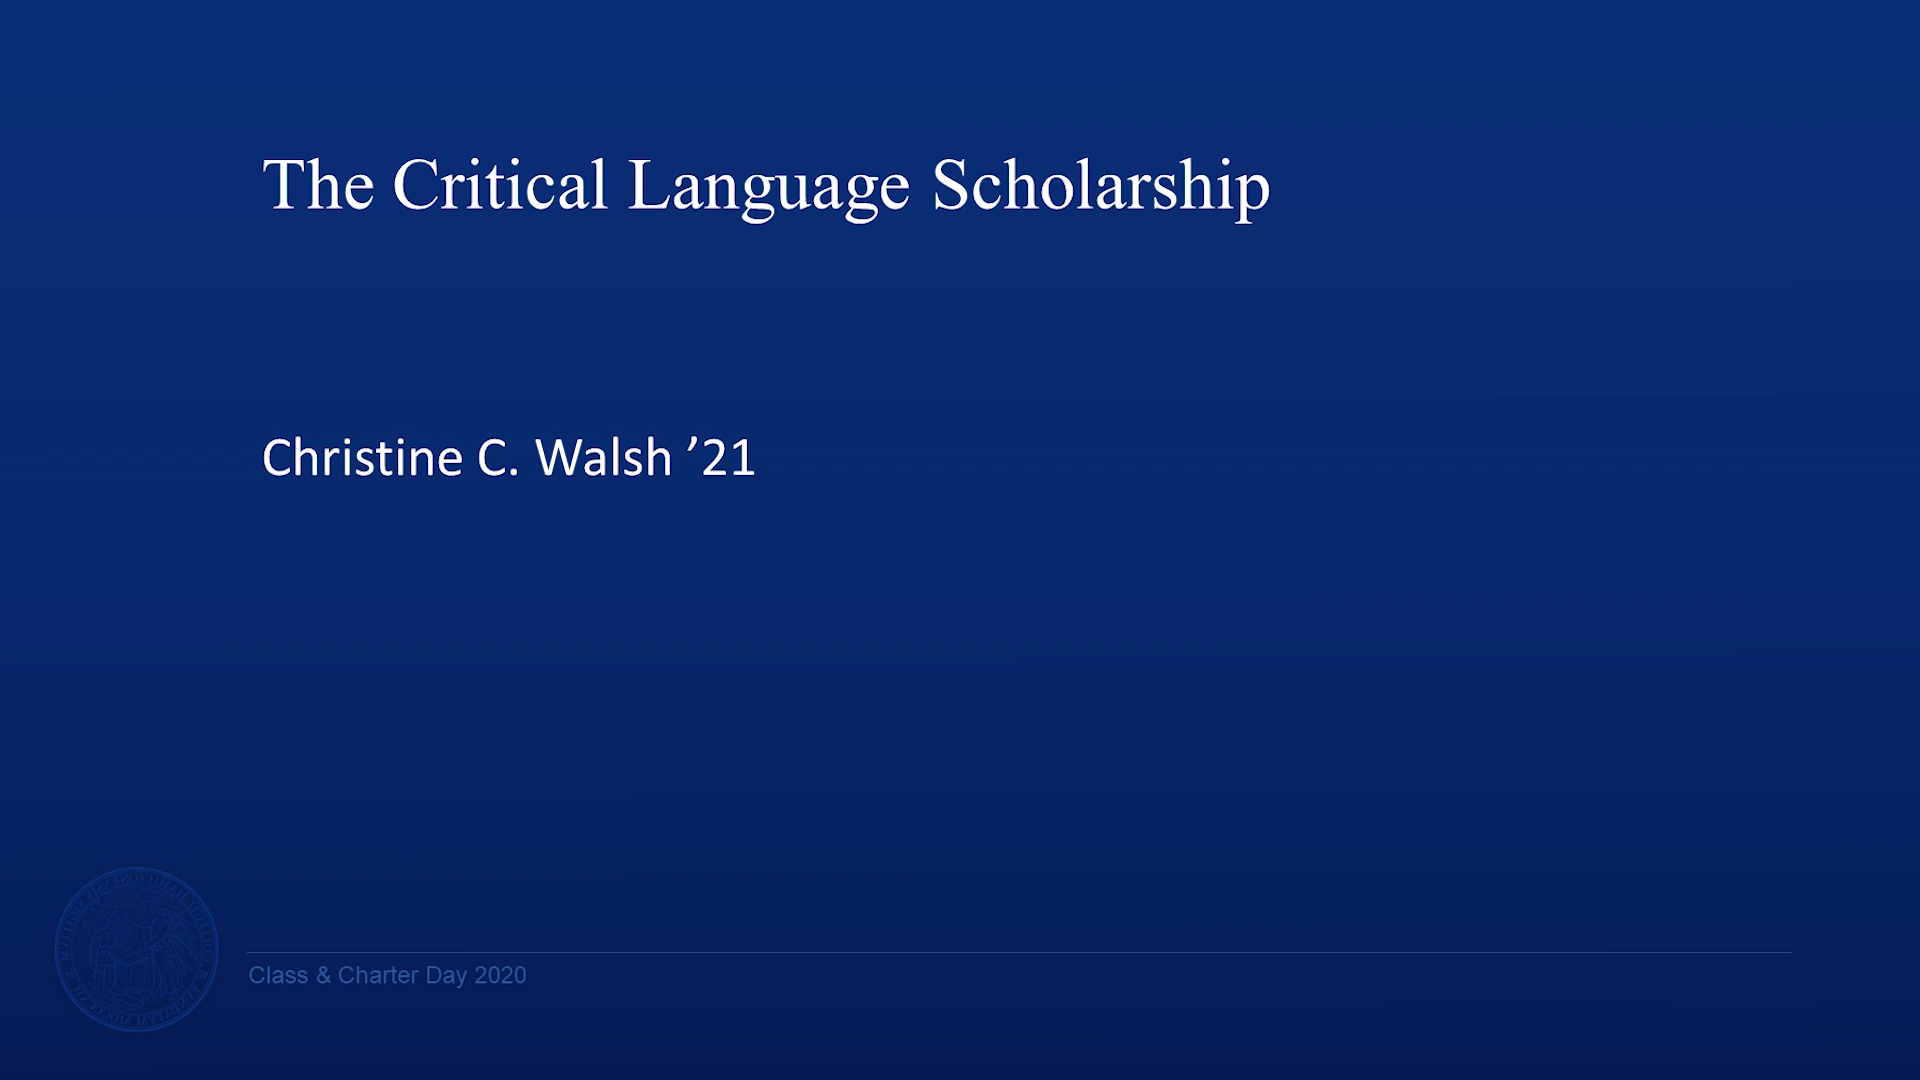 The Critical Language Scholarship
Christine C. Walsh ’21
Class & Charter Day 2020